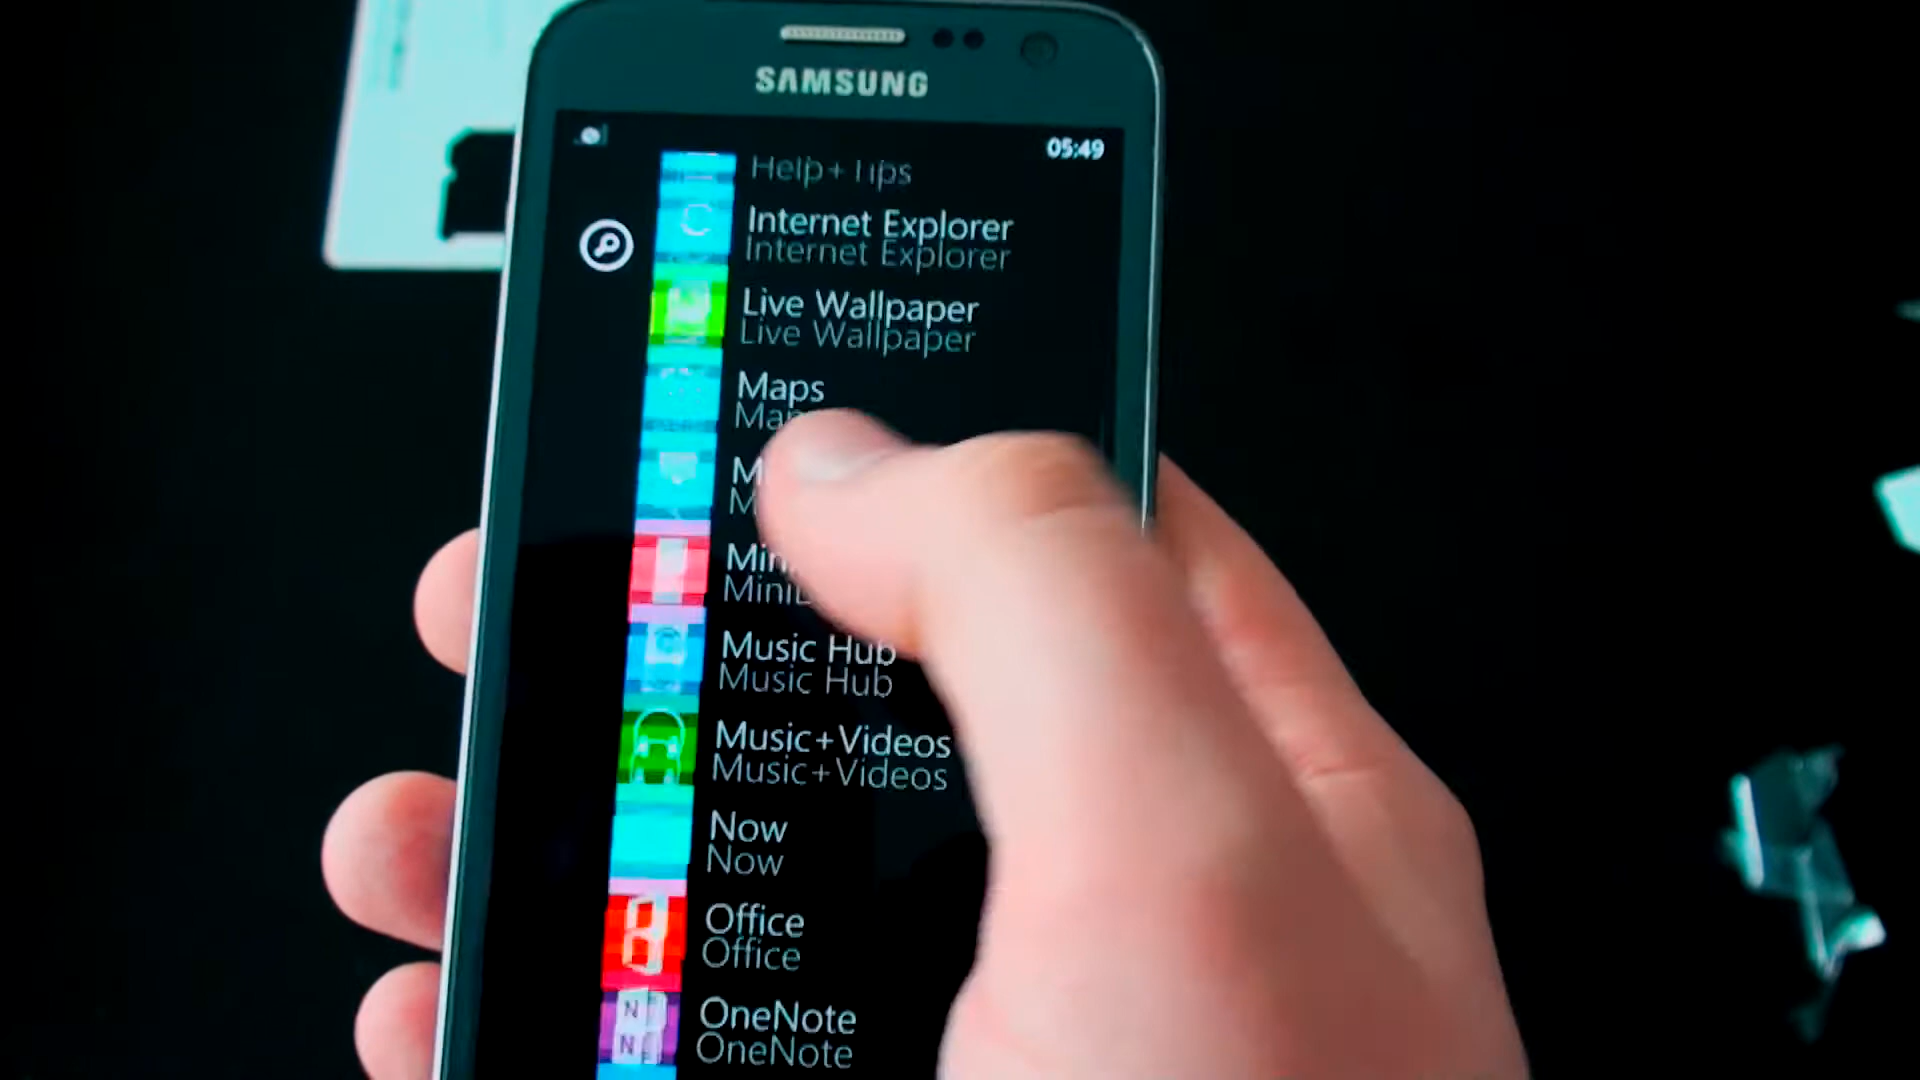 SAMSUNG
05:49
Help+Tips
Internet Explorer
Internet Explorer
Live Wallpaper
Live Wallpaper
Maps
Music Hub
Music Hub
Music+Videos
Music+Videos
Now
Now
Office
Office
OneNote
OneNote